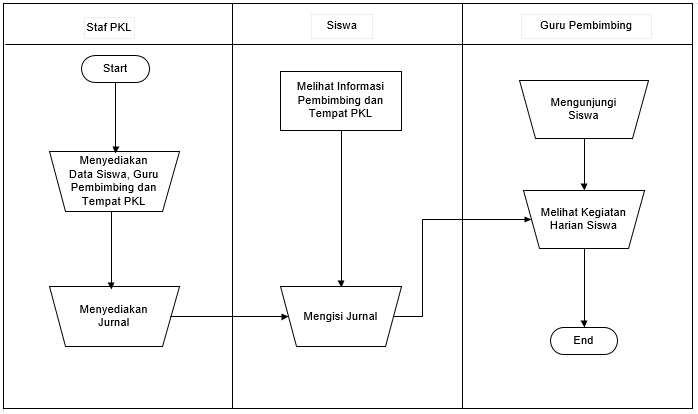 Staf PKL
Siswa
Guru Pembimbing
Start
Menyediakan
Data Siswa, Guru
Pembimbing dan
Tempat PKL
Menyediakan
Jurnal
Melihat Informasi
Pembimbing dan
Tempat PKL
Mengisi Jurnal
Mengunjungi
Siswa
Melihat Kegiatan
Harian Siswa
End